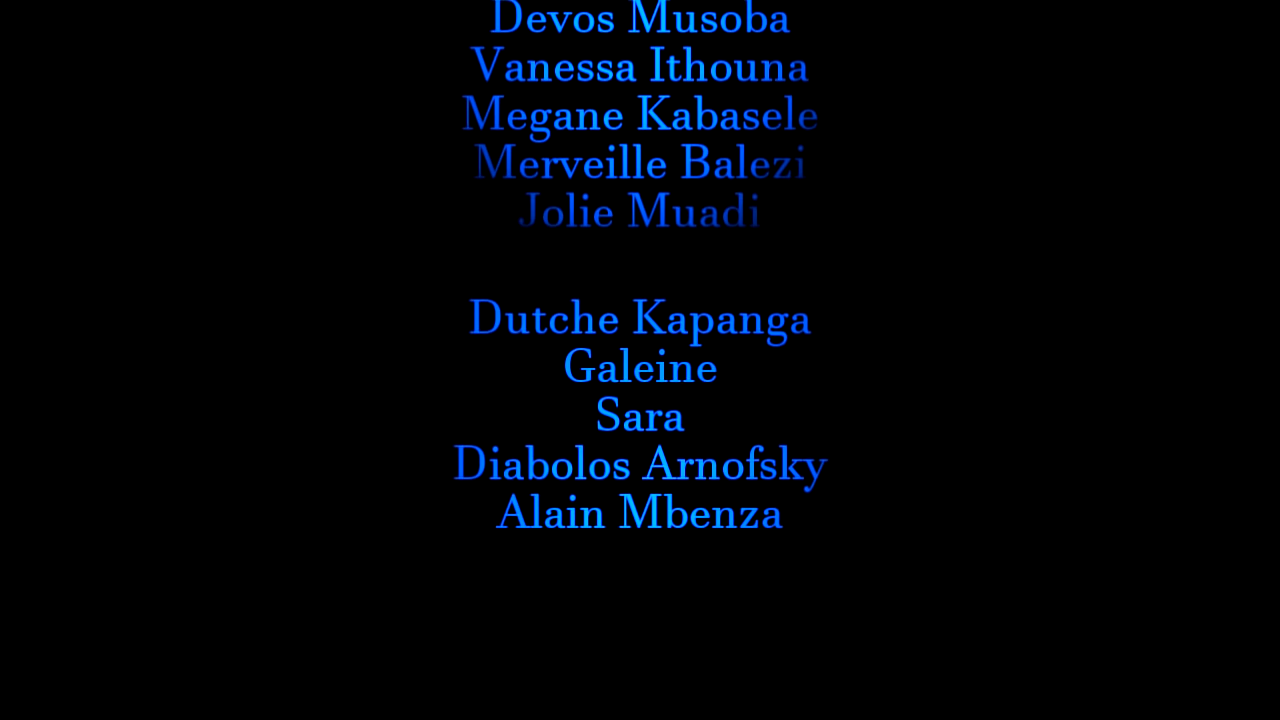 Devos Musoba
Vanessa Ithouna
Megane Kabasele
Merveille Balezi
Jolie Muadi
Dutche Kapanga
Galeine
Sara
Diabolos Arnofsky
Alain Mbenza